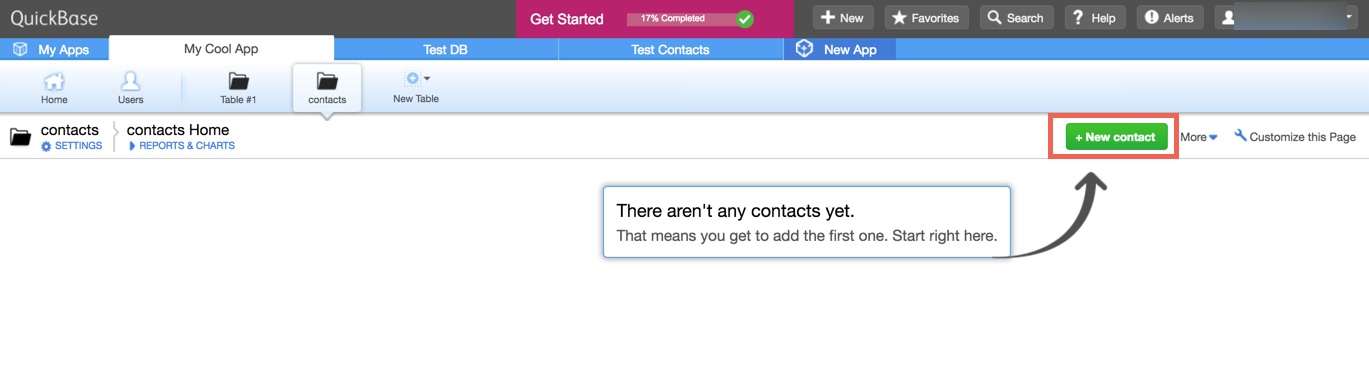 QuickBase
Get Started 17% Completed
+ New
Favorites
Search
? Help
Alerts
My Apps
My Cool App
Test DB
Test Contacts
New App
Home
Users
Table #1
contacts
New Table
contacts
SETTINGS
contacts Home
REPORTS & CHARTS
+ New contact
More
Customize this Page
There aren't any contacts yet.
That means you get to add the first one. Start right here.